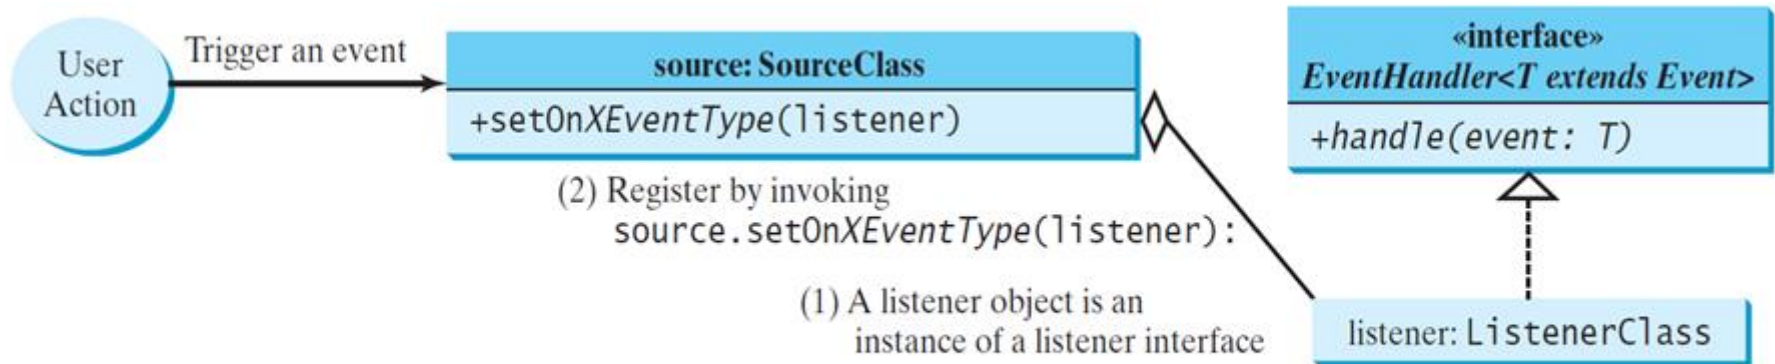 User
Action
Trigger an event
source: SourceClass
+setOnXEventType(listener)
(2) Register by invoking
source.setOnXEventType(listener):
(1) A listener object is an
instance of a listener interface
«interface»
EventHandler<T extends Event>
+handle(event: T)
listener: ListenerClass